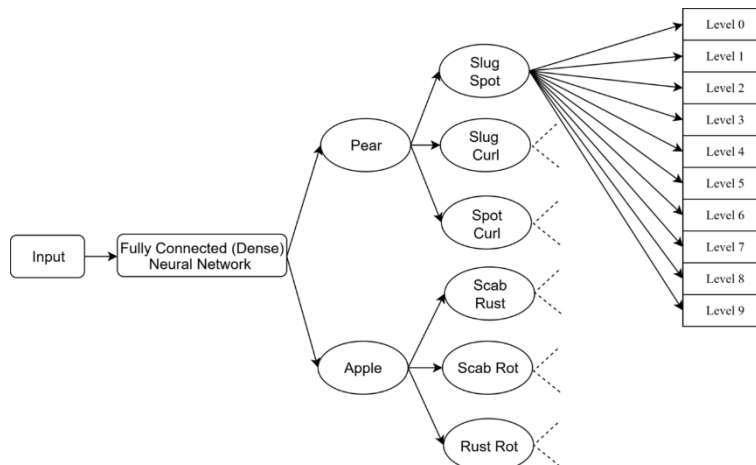 Input
Fully Connected (Dense)
Neural Network
Pear
Apple
Slug
Spot
Slug
Curl
Spot
Curl
Scab
Rust
Scab Rot
Rust Rot
Level 0
Level 1
Level 2
Level 3
Level 4
Level 5
Level 6
Level 7
Level 8
Level 9